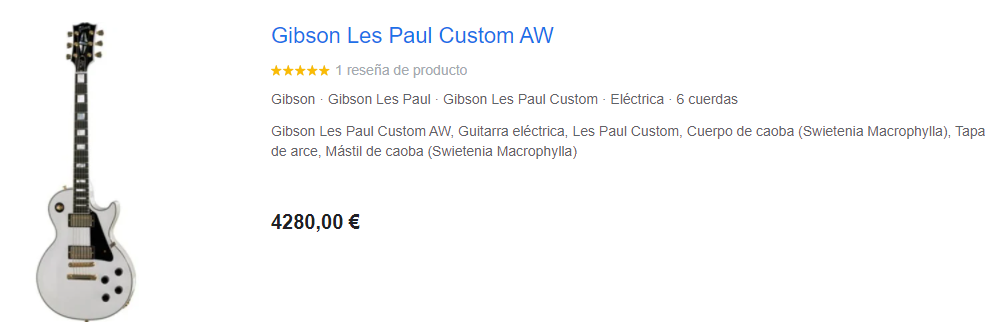 Gibson Les Paul Custom AW
1 reseña de producto
Gibson · Gibson Les Paul · Gibson Les Paul Custom · Eléctrica · 6 cuerdas
Gibson Les Paul Custom AW, Guitarra eléctrica, Les Paul Custom, Cuerpo de caoba (Swietenia Macrophylla), Tapa
de arce, Mástil de caoba (Swietenia Macrophylla)
4280,00 €